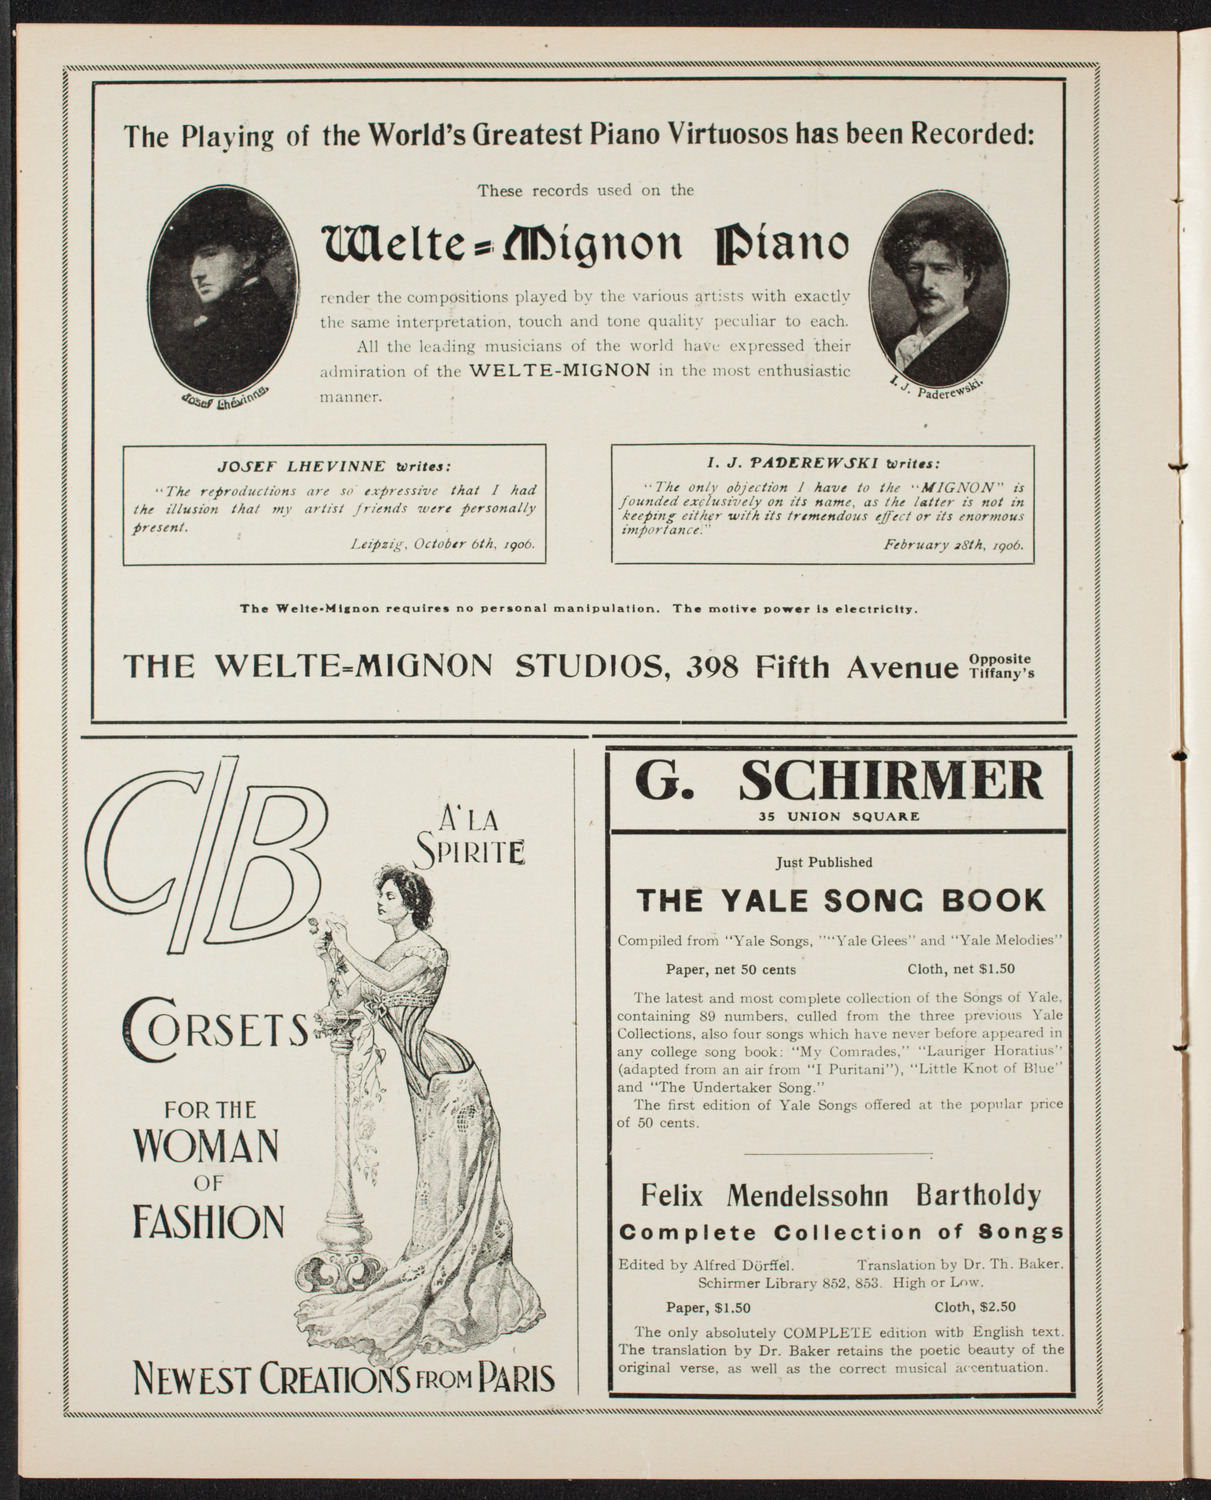 The Playing of the World's Greatest Piano Virtuosos has been Recorded:
These records used on the
Welte=Mignon Piano
render the compositions played by the various artists with exactly
the same interpretation, touch and tone quality peculiar to each.
All the leading musicians of the world have expressed their
admiration of the WELTE-MIGNON in the most enthusiastic
manner.
Josef Lhévinne.
I. J. Paderewski.
JOSEF LHEVINNE writes:
"The reproductions are so expressive that I had
the illusion that my artist friends were personally
present.
Leipzig, October 6th, 1906.
I. J. PADEREWSKI writes:
"The only objection I have to the "MIGNON" is
founded exclusively on its name, as the latter is not in
keeping either with its tremendous effect or its enormous
importance."
February 28th, 1906.
The Welte-Mignon requires no personal manipulation. The motive power is electricity.
THE WELTE=MIGNON STUDIOS, 398 Fifth Avenue Opposite
Tiffany's
C/B
A' LA
SPIRITE
CORSETS
FOR THE
WOMAN
OF
FASHION
NEWEST CREATIONS FROM PARIS
G. SCHIRMER
35 UNION SQUARE
Just Published
THE YALE SONG BOOK
Compiled from "Yale Songs, ""Yale Glees" and "Yale Melodies"
Paper, net 50 cents Cloth, net $1.50
The latest and most complete collection of the Songs of Yale,
containing 89 numbers, culled from the three previous Yale
Collections, also four songs which have never before appeared in
any college song book: "My Comrades," "Lauriger Horatius"
(adapted from an air from "I Puritani"), "Little Knot of Blue"
and "The Undertaker Song."
The first edition of Yale Songs offered at the popular price
of 50 cents.
Felix Mendelssohn Bartholdy
Complete Collection of Songs
Edited by Alfred Dörffel. Translation by Dr. Th. Baker.
Schirmer Library 852, 853. High or Low.
Paper, $1.50 Cloth, $2.50
The only absolutely COMPLETE edition with English text.
The translation by Dr. Baker retains the poetic beauty of the
original verse, as well as the correct musical accentuation.